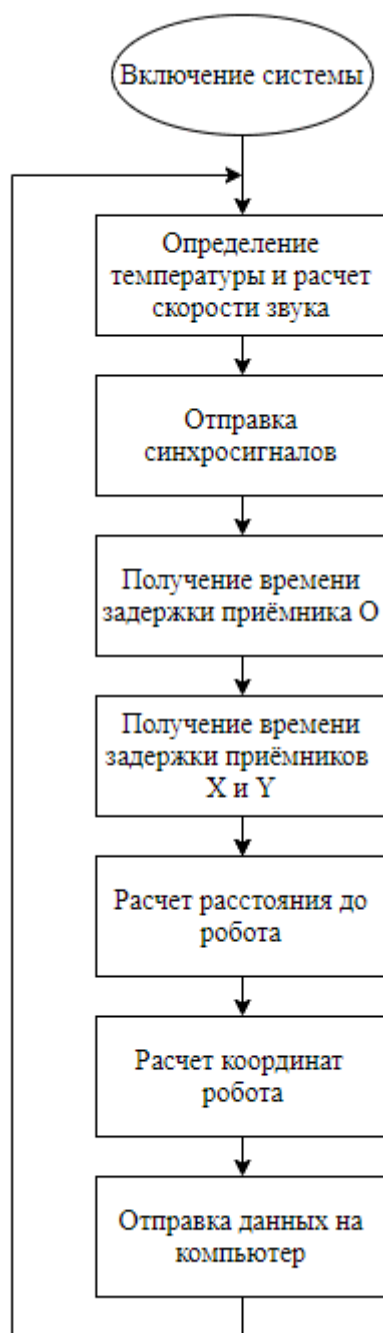 Включение системы
Определение
температуры и расчет
скорости звука
Отправка
синхросигналов
Получение времени
задержки приёмника О
Получение времени
задержки приёмников
X и Y
Расчет расстояния до
робота
Расчет координат
робота
Отправка данных на
компьютер